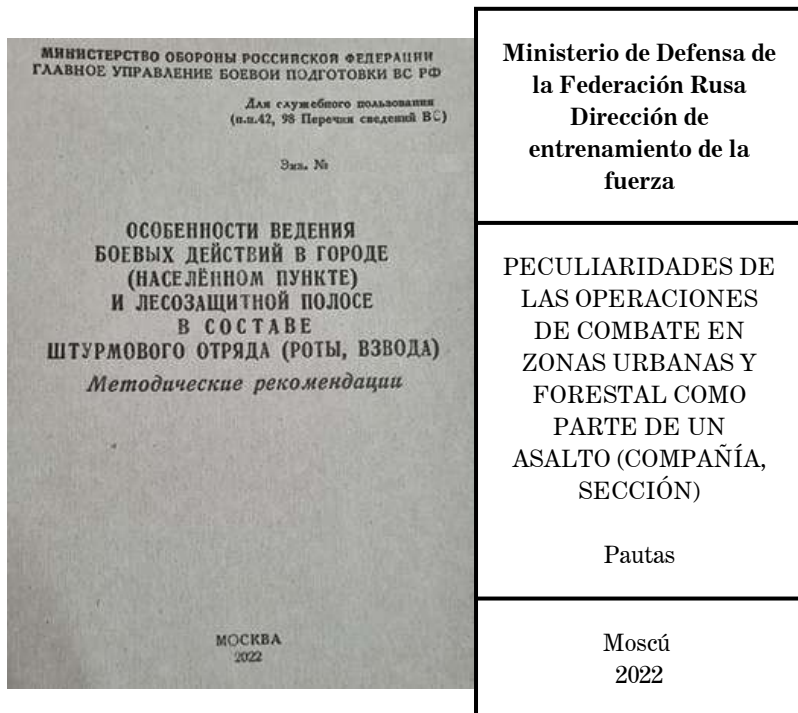 МИНИСТЕРСТВО ОБОРОНЫ РОССИЙСКОЙ ФЕДЕРАЦИИ
ГЛАВНОЕ УПРАВЛЕНИЕ БОЕВОЙ ПОДГОТОВКИ ВС РФ
Для служебного пользования
(п.п.42, 98 Перечня сведений ВС)
Экз. №
ОСОБЕННОСТИ ВЕДЕНИЯ
БОЕВЫХ ДЕЙСТВИЙ В ГОРОДЕ
(НАСЕЛЁННОМ ПУНКТЕ)
И ЛЕСОЗАЩИТНОЙ ПОЛОСЕ
В СОСТАВЕ
ШТУРМОВОГО ОТРЯДА (РОТЫ, ВЗВОДА)
Методические рекомендации
МОСКВА
2022
Ministerio de Defensa de
la Federación Rusa
Dirección de
entrenamiento de la
fuerza
PECULIARIDADES DE
LAS OPERACIONES
DE COMBATE EN
ZONAS URBANAS Y
FORESTAL COMO
PARTE DE UN
ASALTO (COMPAÑÍA,
SECCIÓN)
Pautas
Moscú
2022